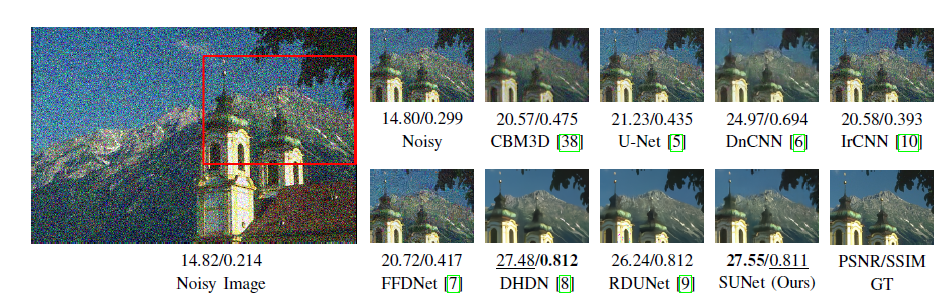 14.80/0.299 20.57/0.475 21.23/0.435 24.97/0.694 20.58/0.393
Noisy CBM3D [38] U-Net [5] DnCNN [6] IrCNN [10]
14.82/0.214 20.72/0.417 27.48/0.812 26.24/0.812 27.55/0.811 PSNR/SSIM
Noisy Image FFDNet [7] DHDN [8] RDUNet [9] SUNet (Ours) GT